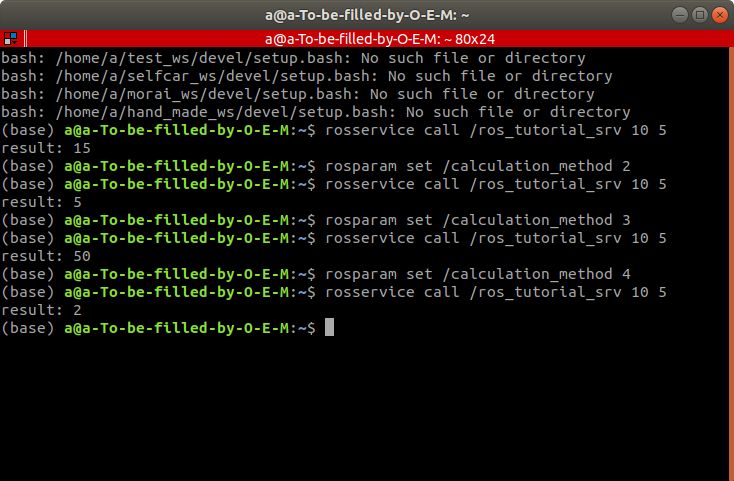 a@a-To-be-filled-by-O-E-M: ~
a@a-To-be-filled-by-O-E-M: ~ 80x24
bash: /home/a/test_ws/devel/setup.bash: No such file or directory
bash: /home/a/selfcar_ws/devel/setup.bash: No such file or directory
bash: /home/a/morai_ws/devel/setup.bash: No such file or directory
bash: /home/a/hand_made_ws/devel/setup.bash: No such file or directory
(base) a@a-To-be-filled-by-O-E-M:~$ rosservice call /ros_tutorial_srv 10 5
result: 15
(base) a@a-To-be-filled-by-O-E-M:~$ rosparam set /calculation_method 2
(base) a@a-To-be-filled-by-O-E-M:~$ rosservice call /ros_tutorial_srv 10 5
result: 5
(base) a@a-To-be-filled-by-O-E-M:~$ rosparam set /calculation_method 3
(base) a@a-To-be-filled-by-O-E-M:~$ rosservice call /ros_tutorial_srv 10 5
result: 50
(base) a@a-To-be-filled-by-O-E-M:~$ rosparam set /calculation_method 4
(base) a@a-To-be-filled-by-O-E-M:~$ rosservice call /ros_tutorial_srv 10 5
result: 2
(base) a@a-To-be-filled-by-O-E-M:~$